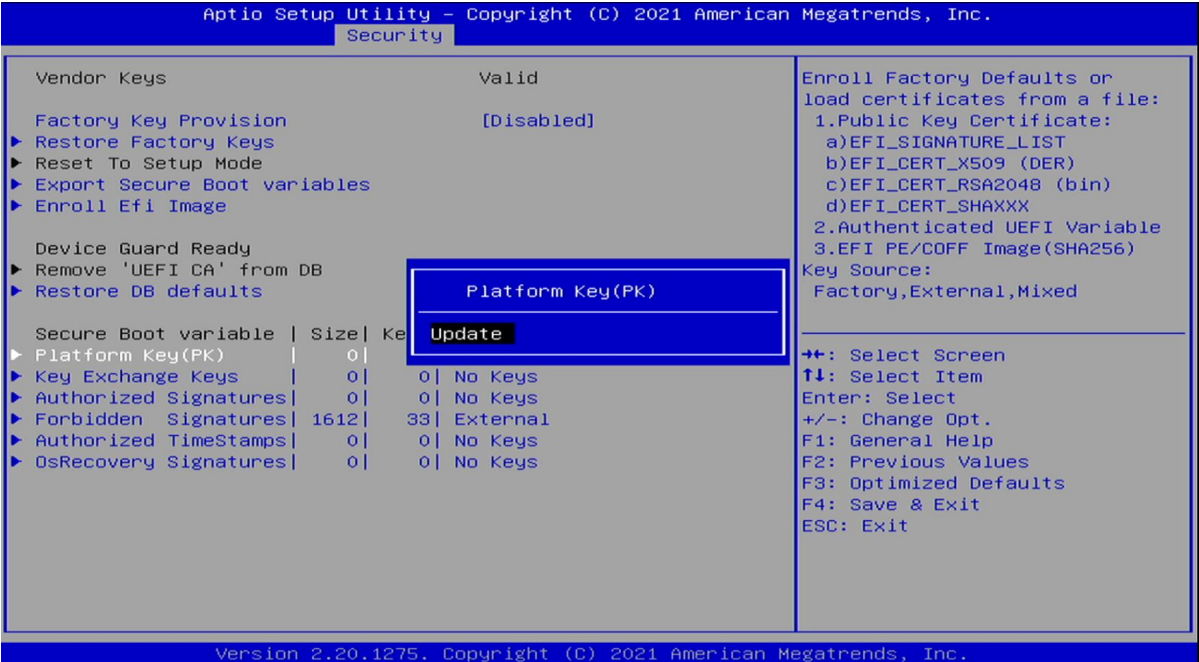 Aptio Setup Utility – Copyright (C) 2021 American Megatrends, Inc.
Security
Vendor Keys Valid
Factory Key Provision [Disabled]
Restore Factory Keys
Reset To Setup Mode
Export Secure Boot variables
Enroll Efi Image
Device Guard Ready
Remove 'UEFI CA' from DB
Restore DB defaults
Secure Boot variable | Size| Ke
Platform Key(PK) | 0|
Key Exchange Keys | 0| 0| No Keys
Authorized Signatures| 0| 0| No Keys
Forbidden Signatures| 1612| 33| External
Authorized TimeStamps| 0| 0| No Keys
OsRecovery Signatures| 0| 0| No Keys
Platform Key(PK)
Update
Enroll Factory Defaults or
load certificates from a file:
1.Public Key Certificate:
a)EFI_SIGNATURE_LIST
b)EFI_CERT_X509 (DER)
c)EFI_CERT_RSA2048 (bin)
d)EFI_CERT_SHAXXX
2.Authenticated UEFI Variable
3.EFI PE/COFF Image(SHA256)
Key Source:
Factory,External,Mixed
→←: Select Screen
↑↓: Select Item
Enter: Select
+/-: Change Opt.
F1: General Help
F2: Previous Values
F3: Optimized Defaults
F4: Save & Exit
ESC: Exit
Version 2.20.1275. Copyright (C) 2021 American Megatrends, Inc.